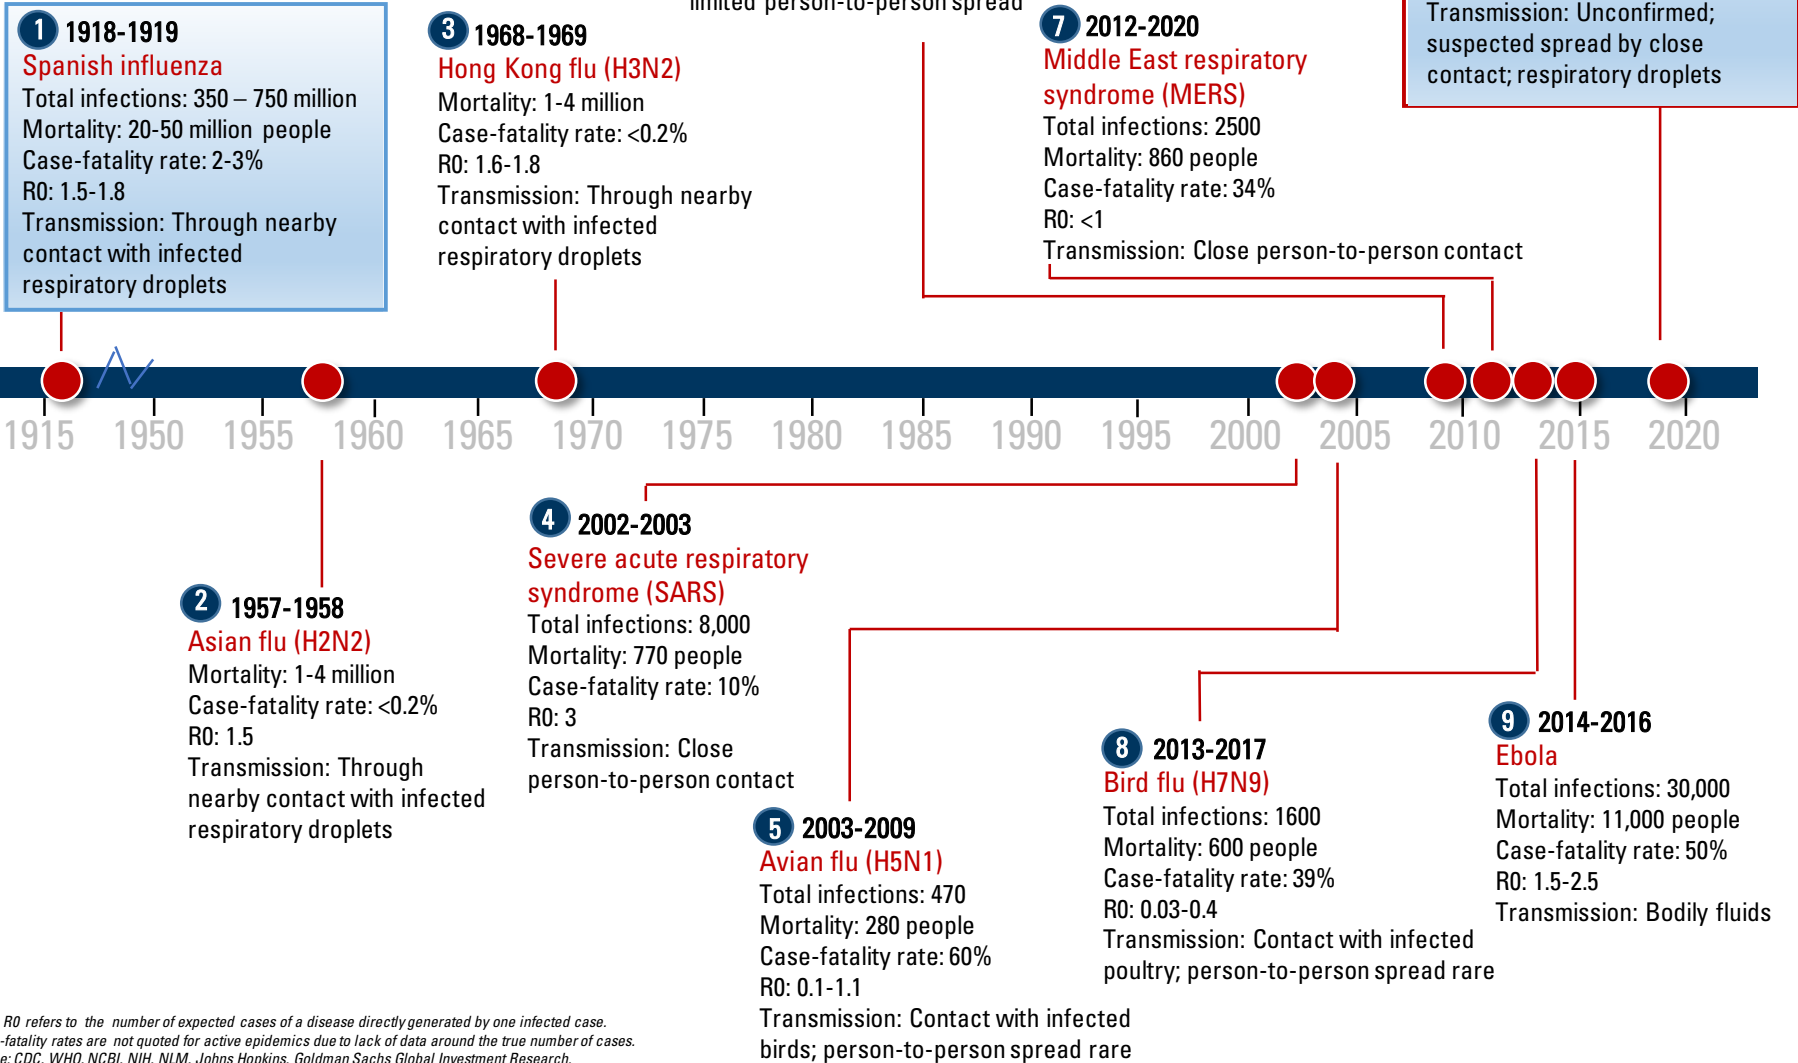 limited person-to-person spread
1 1918-1919
Spanish influenza
Total infections: 350 – 750 million
Mortality: 20-50 million people
Case-fatality rate: 2-3%
R0: 1.5-1.8
Transmission: Through nearby
contact with infected
respiratory droplets
3 1968-1969
Hong Kong flu (H3N2)
Mortality: 1-4 million
Case-fatality rate: <0.2%
R0: 1.6-1.8
Transmission: Through nearby
contact with infected
respiratory droplets
7 2012-2020
Middle East respiratory
syndrome (MERS)
Total infections: 2500
Mortality: 860 people
Case-fatality rate: 34%
R0: <1
Transmission: Close person-to-person contact
Transmission: Unconfirmed;
suspected spread by close
contact; respiratory droplets
1915 1950 1955 1960 1965 1970 1975 1980 1985 1990 1995 2000 2005 2010 2015 2020
2 1957-1958
Asian flu (H2N2)
Mortality: 1-4 million
Case-fatality rate: <0.2%
R0: 1.5
Transmission: Through
nearby contact with infected
respiratory droplets
4 2002-2003
Severe acute respiratory
syndrome (SARS)
Total infections: 8,000
Mortality: 770 people
Case-fatality rate: 10%
R0: 3
Transmission: Close
person-to-person contact
5 2003-2009
Avian flu (H5N1)
Total infections: 470
Mortality: 280 people
Case-fatality rate: 60%
R0: 0.1-1.1
Transmission: Contact with infected
birds; person-to-person spread rare
8 2013-2017
Bird flu (H7N9)
Total infections: 1600
Mortality: 600 people
Case-fatality rate: 39%
R0: 0.03-0.4
Transmission: Contact with infected
poultry; person-to-person spread rare
9 2014-2016
Ebola
Total infections: 30,000
Mortality: 11,000 people
Case-fatality rate: 50%
R0: 1.5-2.5
Transmission: Bodily fluids
R0 refers to the number of expected cases of a disease directly generated by one infected case.
-fatality rates are not quoted for active epidemics due to lack of data around the true number of cases.
e: CDC, WHO, NCBI, NIH, NLM, Johns Hopkins, Goldman Sachs Global Investment Research.